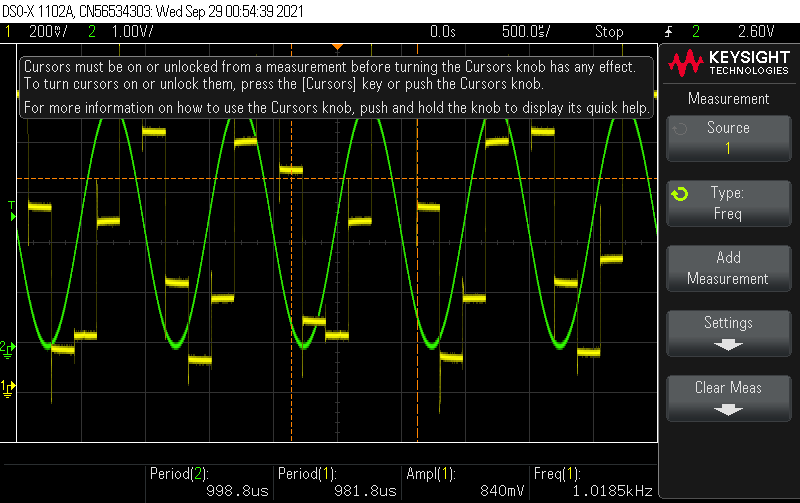 DSO-X 1102A, CN56534303: Wed Sep 29 00:54:39 2021
1 200♉/ 2 1.00V/ 0.0s 500.0us/ Stop 2 2.60V
Cursors must be on or unlocked from a measurement before turning the Cursors knob has any effect.
To turn cursors on or unlock them, press the [Cursors] key or push the Cursors knob.
For more information on how to use the Cursors knob, push and hold the knob to display its quick help.
KEYSIGHT
TECHNOLOGIES
Measurement
Source
1
Type:
Freq
Add
Measurement
Settings
Clear Meas
T
2
1
Period(2):
998.8us
Period(1):
981.8us
Ampl(1):
840mV
Freq(1):
1.0185kHz